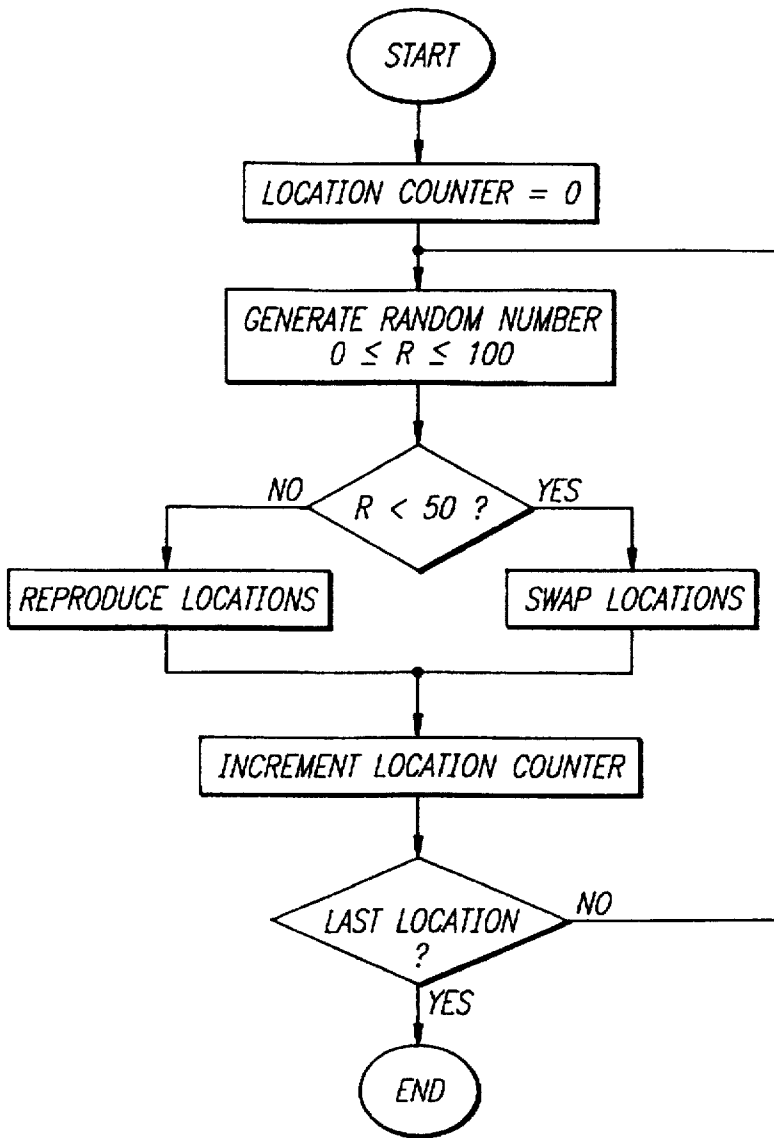 START
LOCATION COUNTER = 0
GENERATE RANDOM NUMBER
0 ≤ R ≤ 100
NO
R < 50 ?
YES
REPRODUCE LOCATIONS
SWAP LOCATIONS
INCREMENT LOCATION COUNTER
LAST LOCATION
?
NO
YES
END